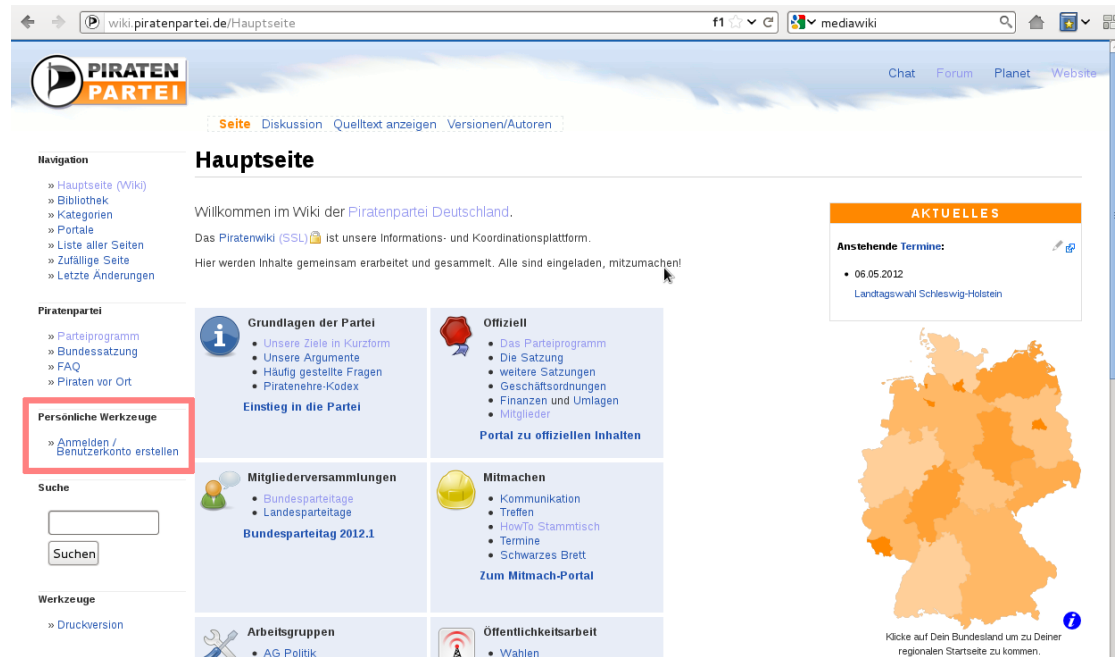 wiki.piratenpartei.de/Hauptseite
f1
mediawiki
PIRATEN
PARTEI
Chat Forum Planet Website
Seite Diskussion Quelltext anzeigen Versionen/Autoren
Navigation
» Hauptseite (Wiki)
» Bibliothek
» Kategorien
» Portale
» Liste aller Seiten
» Zufällige Seite
» Letzte Änderungen
Piratenpartei
» Parteiprogramm
» Bundessatzung
» FAQ
» Piraten vor Ort
Persönliche Werkzeuge
» Anmelden /
Benutzerkonto erstellen
Suche
Suchen
Werkzeuge
» Druckversion
Hauptseite
Willkommen im Wiki der Piratenpartei Deutschland.
Das Piratenwiki (SSL) ist unsere Informations- und Koordinationsplattform.
Hier werden Inhalte gemeinsam erarbeitet und gesammelt. Alle sind eingeladen, mitzumachen!
Grundlagen der Partei
• Unsere Ziele in Kurzform
• Unsere Argumente
• Häufig gestellte Fragen
• Piratenehre-Kodex
Einstieg in die Partei
Offiziell
• Das Parteiprogramm
• Die Satzung
• weitere Satzungen
• Geschäftsordnungen
• Finanzen und Umlagen
• Mitglieder
Portal zu offiziellen Inhalten
Mitgliederversammlungen
• Bundesparteitage
• Landesparteitage
Bundesparteitag 2012.1
Mitmachen
• Kommunikation
• Treffen
• HowTo Stammtisch
• Termine
• Schwarzes Brett
Zum Mitmach-Portal
Arbeitsgruppen
• AG Politik
Öffentlichkeitsarbeit
• Wahlen
AKTUELLES
Anstehende Termine:
• 06.05.2012
Landtagswahl Schleswig-Holstein
Klicke auf Dein Bundesland um zu Deiner
regionalen Startseite zu kommen.